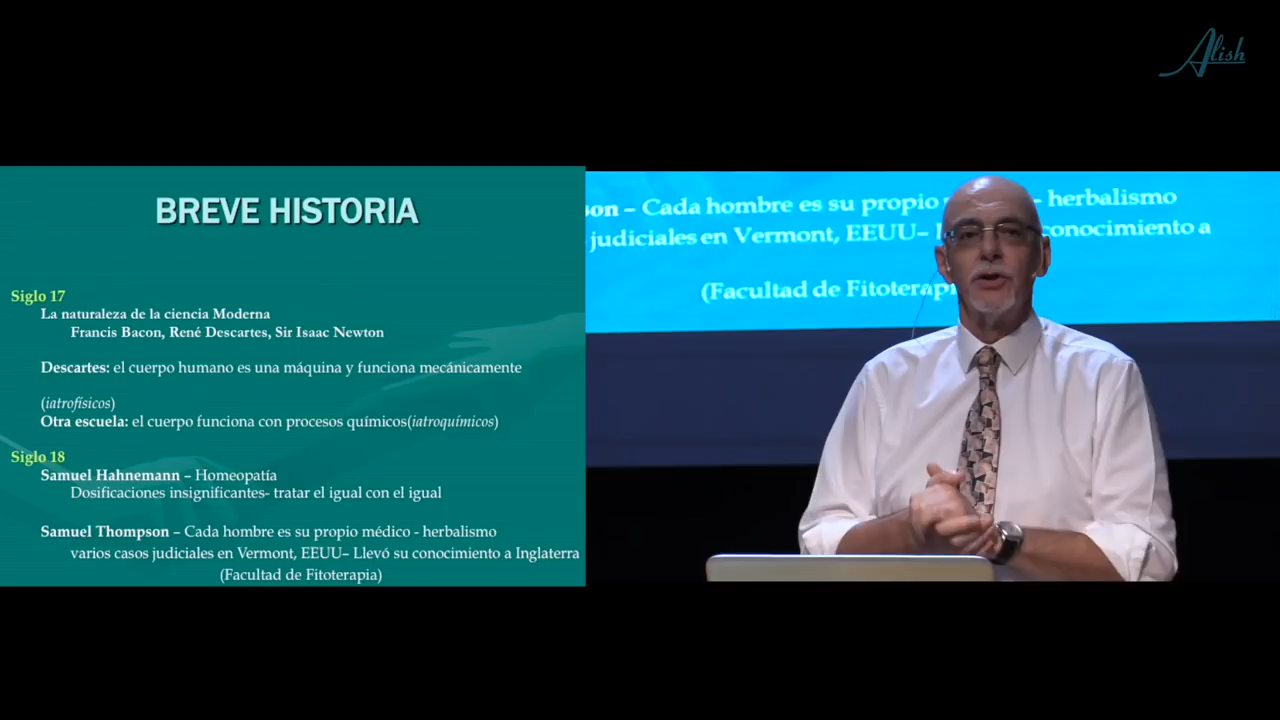 Alish
BREVE HISTORIA
Siglo 17
La naturaleza de la ciencia Moderna
Francis Bacon, René Descartes, Sir Isaac Newton
Descartes: el cuerpo humano es una máquina y funciona mecánicamente
(iatrofísicos)
Otra escuela: el cuerpo funciona con procesos químicos(iatroquímicos)
Siglo 18
Samuel Hahnemann – Homeopatía
Dosificaciones insignificantes- tratar el igual con el igual
Samuel Thompson – Cada hombre es su propio médico - herbalismo
varios casos judiciales en Vermont, EEUU– Llevó su conocimiento a Inglaterra
(Facultad de Fitoterapia)
son – Cada hombre es su propio - herbalismo
judiciales en Vermont, EEUU– conocimiento a
(Facultad de Fitoterapi